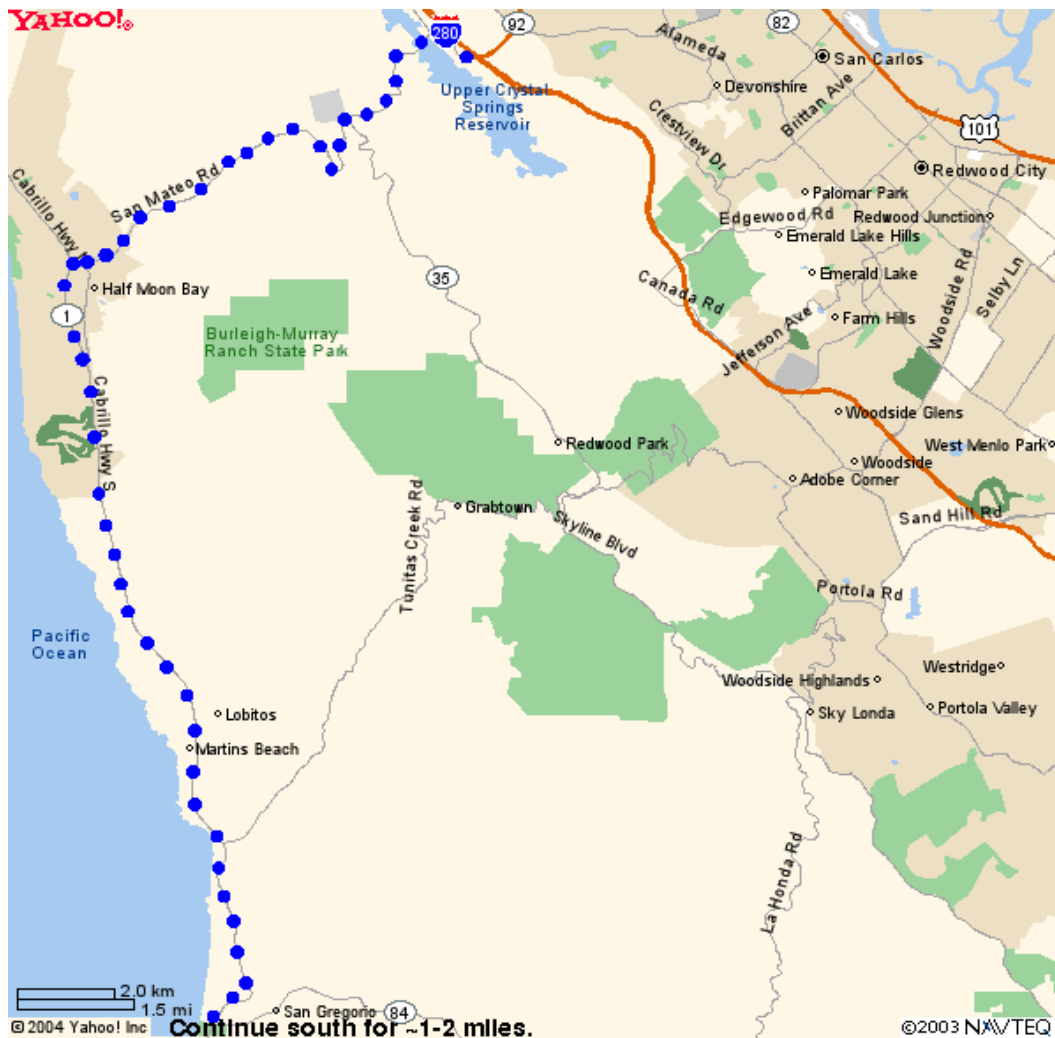 YAHOO!®
92
82
280
Alameda
San Carlos
Devonshire
Brittan Ave
Upper Crystal
Springs
Reservoir
Crestview Dr
101
Redwood City
San Mateo Rd
Cabrillo Hwy N
Palomar Park
Edgewood Rd
Redwood Junction
Emerald Lake Hills
Woodside Rd
Selby Ln
35
Emerald Lake
Canada Rd
Half Moon Bay
1
Farm Hills
Jefferson Ave
Burleigh-Murray
Ranch State Park
Cabrillo Hwy S
Woodside Glens
Redwood Park
West Menlo Park
Woodside
Adobe Corner
Tunitas Creek Rd
Grabtown
Skyline Blvd
Sand Hill Rd
Portola Rd
Pacific
Ocean
Westridge
Woodside Highlands
Lobitos
Sky Londa
Portola Valley
Martins Beach
La Honda Rd
2.0 km
1.5 mi
San Gregorio
84
©2004 Yahoo! Inc
Continue south for ~1-2 miles.
©2003 NAVTEQ